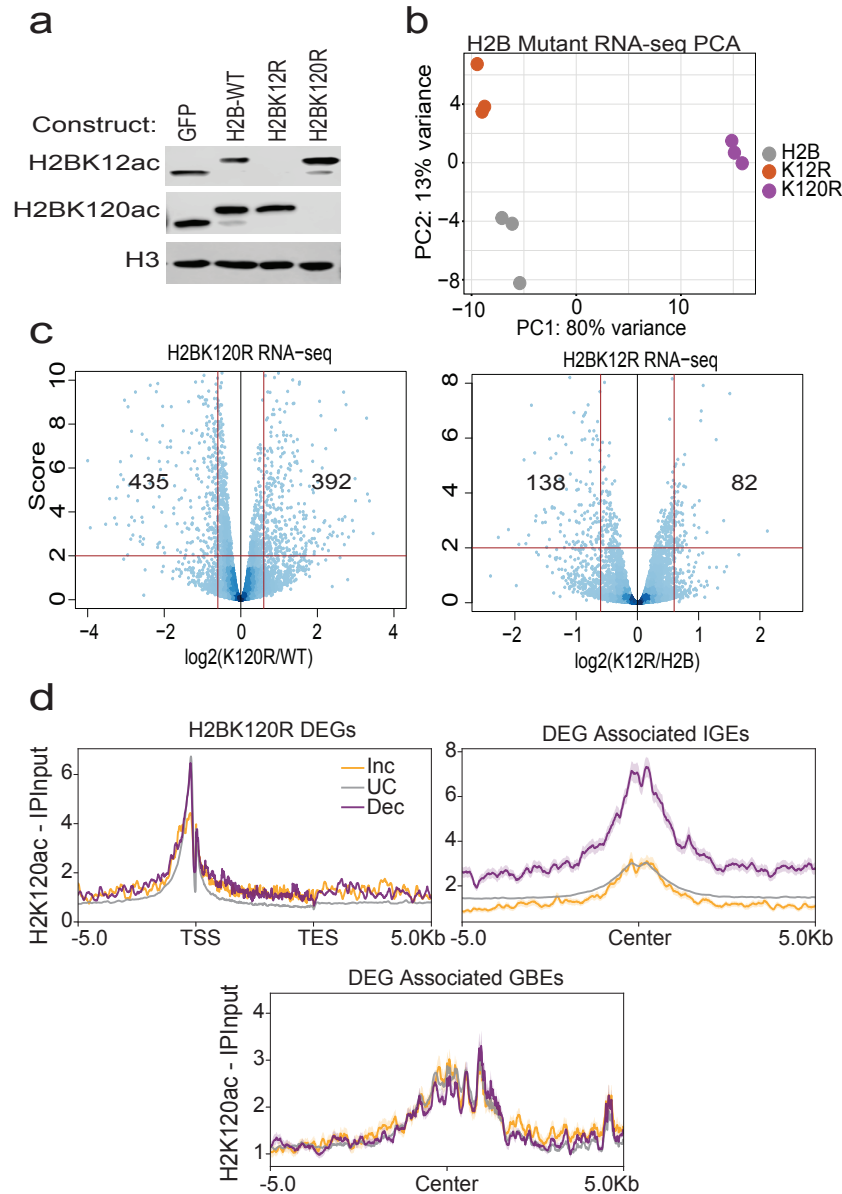 a
Construct:
GFP
H2B-WT
H2BK12R
H2BK120R
H2BK12ac
H2BK120ac
H3
b
H2B Mutant RNA-seq PCA
PC2: 13% variance
4
0
−4
−8
−10
0
10
PC1: 80% variance
H2B
K12R
K120R
c
H2BK120R RNA−seq
Score
10
8
6
4
2
0
435
392
−4
−2
0
2
4
log2(K120R/WT)
H2BK12R RNA−seq
8
6
4
2
0
138
82
−2
−1
0
1
2
log2(K12R/H2B)
d
H2BK120R DEGs
H2K120ac - IPInput
6
4
2
0
Inc
UC
Dec
-5.0
TSS
TES
5.0Kb
DEG Associated IGEs
8
6
4
2
-5.0
Center
5.0Kb
DEG Associated GBEs
H2K120ac - IPInput
4
3
2
1
-5.0
Center
5.0Kb